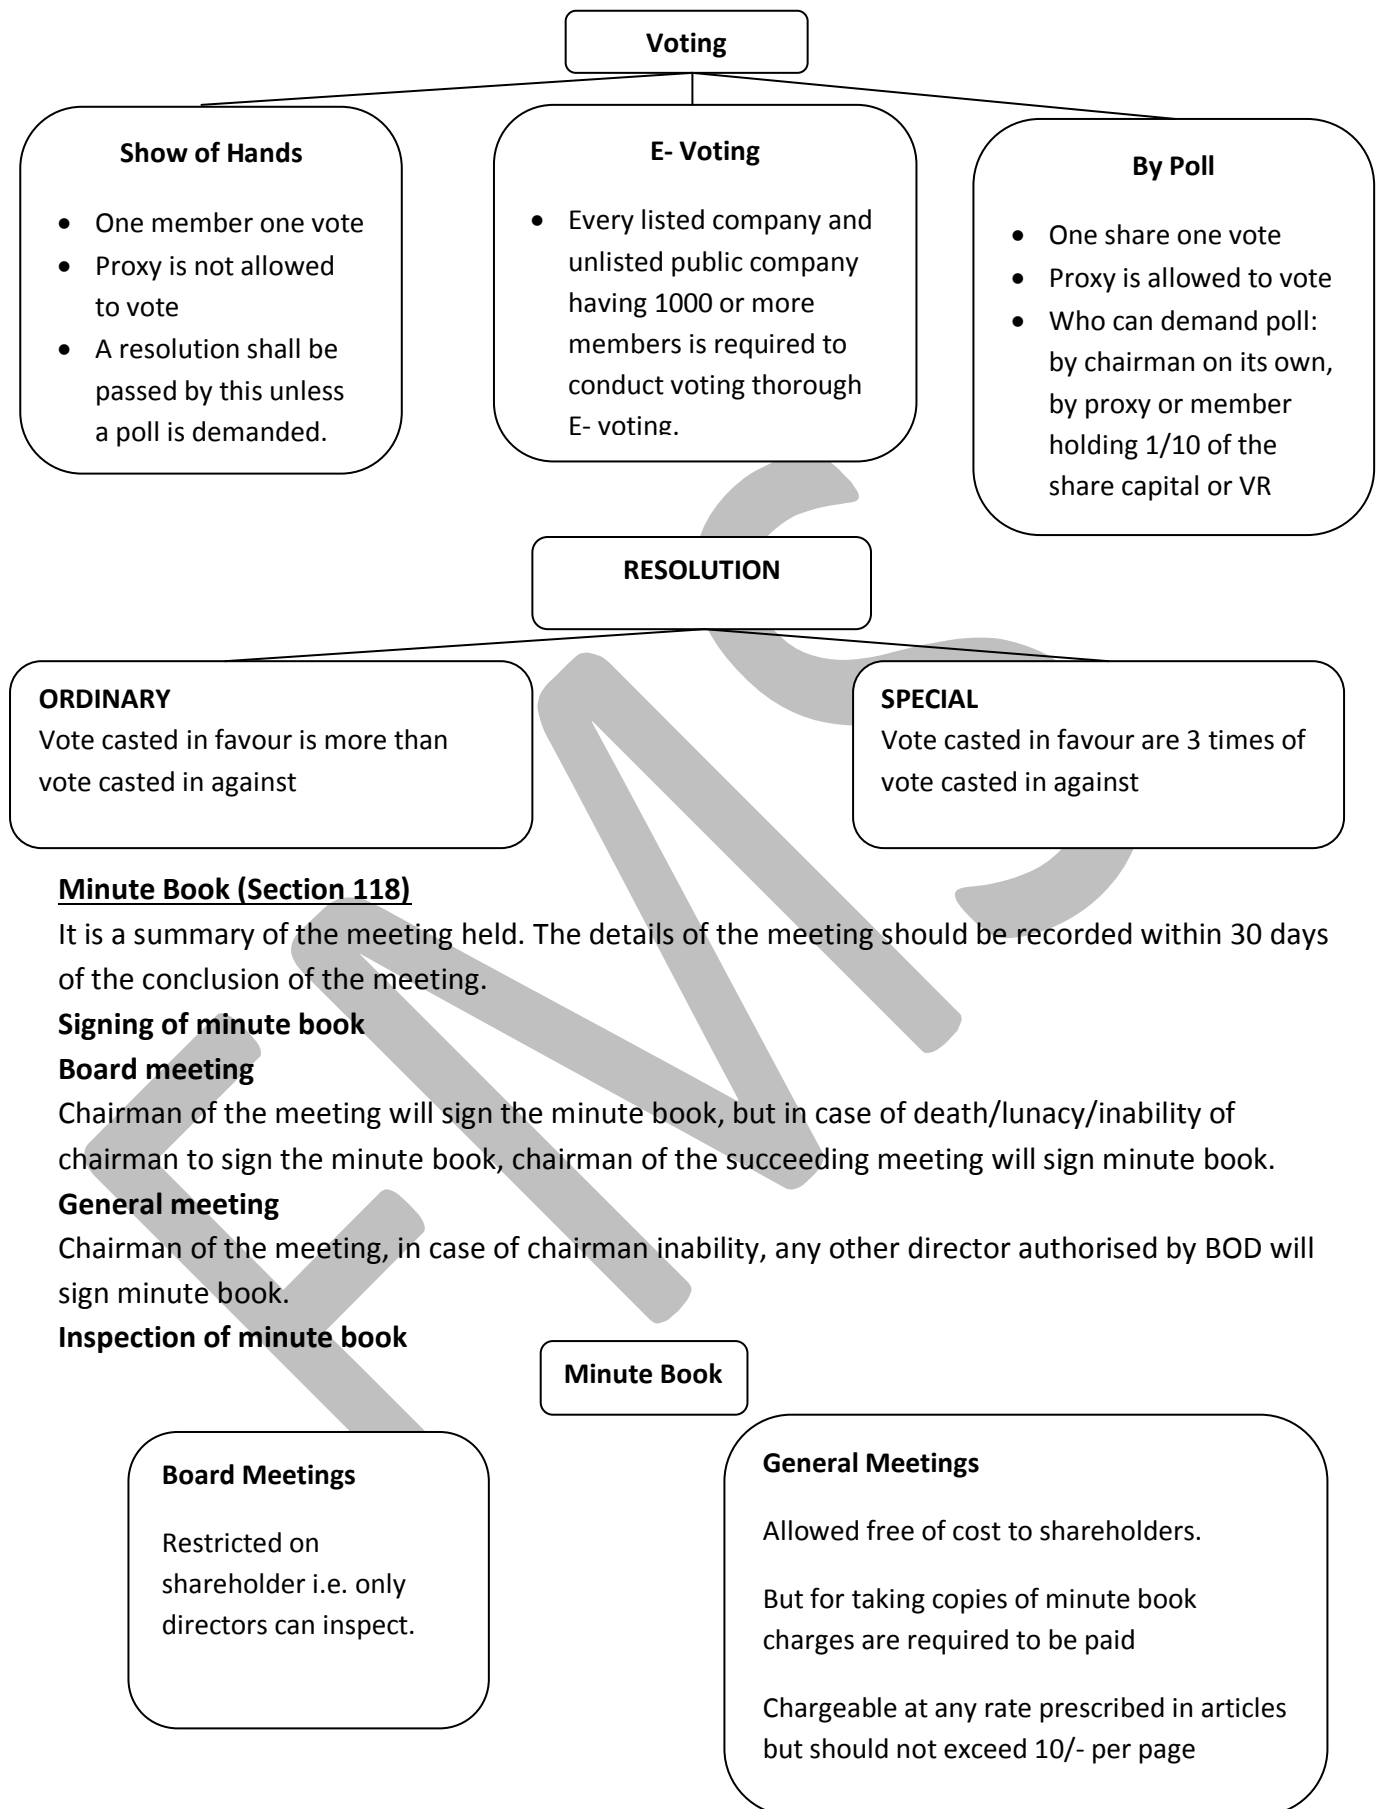 Voting
Show of Hands
• One member one vote
• Proxy is not allowed
to vote
• A resolution shall be
passed by this unless
a poll is demanded.
E- Voting
• Every listed company and
unlisted public company
having 1000 or more
members is required to
conduct voting thorough
E- voting.
By Poll
• One share one vote
• Proxy is allowed to vote
• Who can demand poll:
by chairman on its own,
by proxy or member
holding 1/10 of the
share capital or VR
RESOLUTION
ORDINARY
Vote casted in favour is more than
vote casted in against
SPECIAL
Vote casted in favour are 3 times of
vote casted in against
Minute Book (Section 118)
It is a summary of the meeting held. The details of the meeting should be recorded within 30 days
of the conclusion of the meeting.
Signing of minute book
Board meeting
Chairman of the meeting will sign the minute book, but in case of death/lunacy/inability of
chairman to sign the minute book, chairman of the succeeding meeting will sign minute book.
General meeting
Chairman of the meeting, in case of chairman inability, any other director authorised by BOD will
sign minute book.
Inspection of minute book
Minute Book
Board Meetings
Restricted on
shareholder i.e. only
directors can inspect.
General Meetings
Allowed free of cost to shareholders.
But for taking copies of minute book
charges are required to be paid
Chargeable at any rate prescribed in articles
but should not exceed 10/- per page
FMS